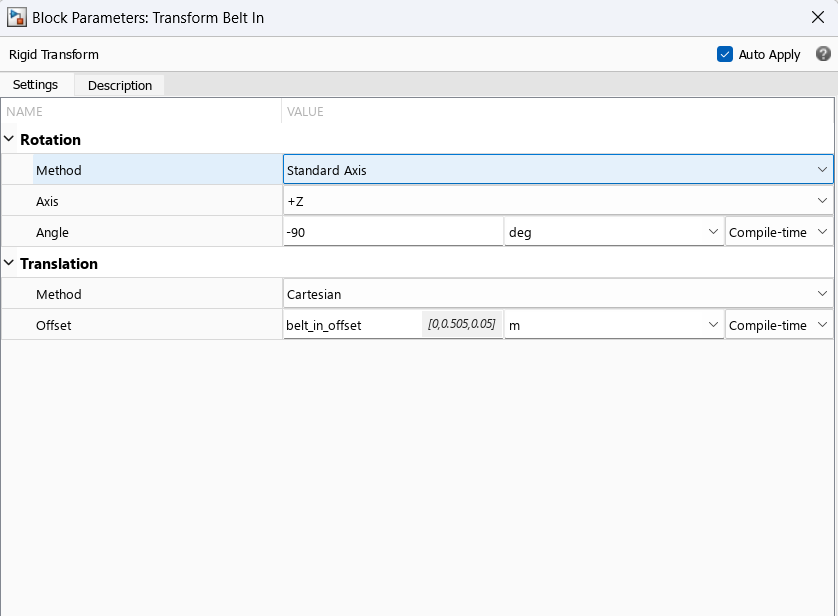 Block Parameters: Transform Belt In
Rigid Transform
Auto Apply
Settings Description
NAME VALUE
Rotation
Method Standard Axis
Axis +Z
Angle -90 deg Compile-time
Translation
Method Cartesian
Offset belt_in_offset [0,0.505,0.05] m Compile-time